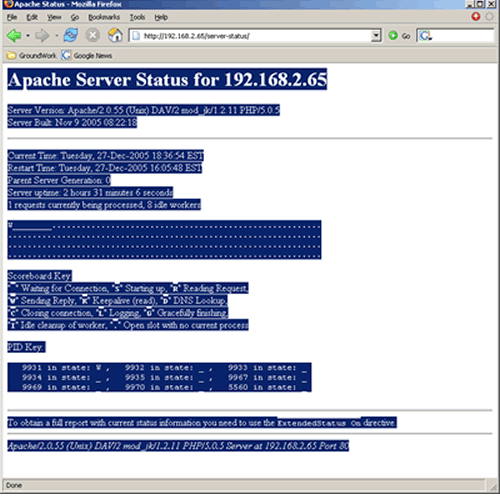 Apache Status - Mozilla Firefox
File Edit View Go Bookmarks Tools Help
http://192.168.2.65/server-status/ Go
GroundWork Google News
Apache Server Status for 192.168.2.65
Server Version: Apache/2.0.55 (Unix) DAV/2 mod_jk/1.2.11 PHP/5.0.5
Server Built: Nov 9 2005 08:22:18
Current Time: Tuesday, 27-Dec-2005 18:36:54 EST
Restart Time: Tuesday, 27-Dec-2005 16:05:48 EST
Parent Server Generation: 0
Server uptime: 2 hours 31 minutes 6 seconds
1 requests currently being processed, 8 idle workers
W________.......................................................
................................................................
................................................................
................................................................
Scoreboard Key:
"_" Waiting for Connection, "S" Starting up, "R" Reading Request,
"W" Sending Reply, "K" Keepalive (read), "D" DNS Lookup,
"C" Closing connection, "L" Logging, "G" Gracefully finishing,
"I" Idle cleanup of worker, "." Open slot with no current process
PID Key:
9931 in state: W , 9932 in state: _ , 9933 in state: _
9934 in state: _ , 9935 in state: _ , 9967 in state: _
9969 in state: _ , 9970 in state: _ , 5560 in state: _
To obtain a full report with current status information you need to use the ExtendedStatus On directive.
Apache/2.0.55 (Unix) DAV/2 mod_jk/1.2.11 PHP/5.0.5 Server at 192.168.2.65 Port 80
Done